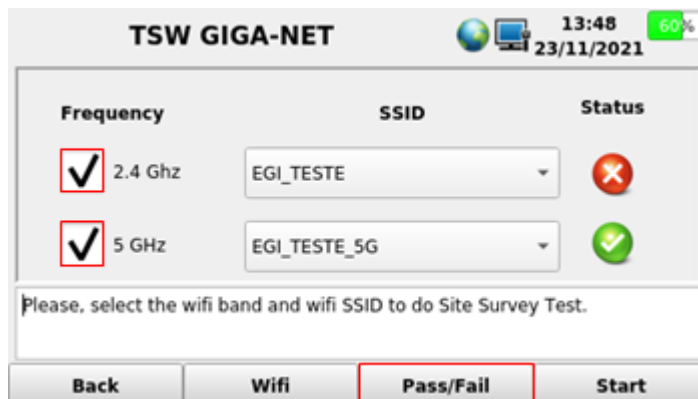 TSW GIGA-NET
13:48
23/11/2021
60%
Frequency SSID Status
2.4 Ghz EGI_TESTE
5 GHz EGI_TESTE_5G
Please, select the wifi band and wifi SSID to do Site Survey Test.
Back Wifi Pass/Fail Start